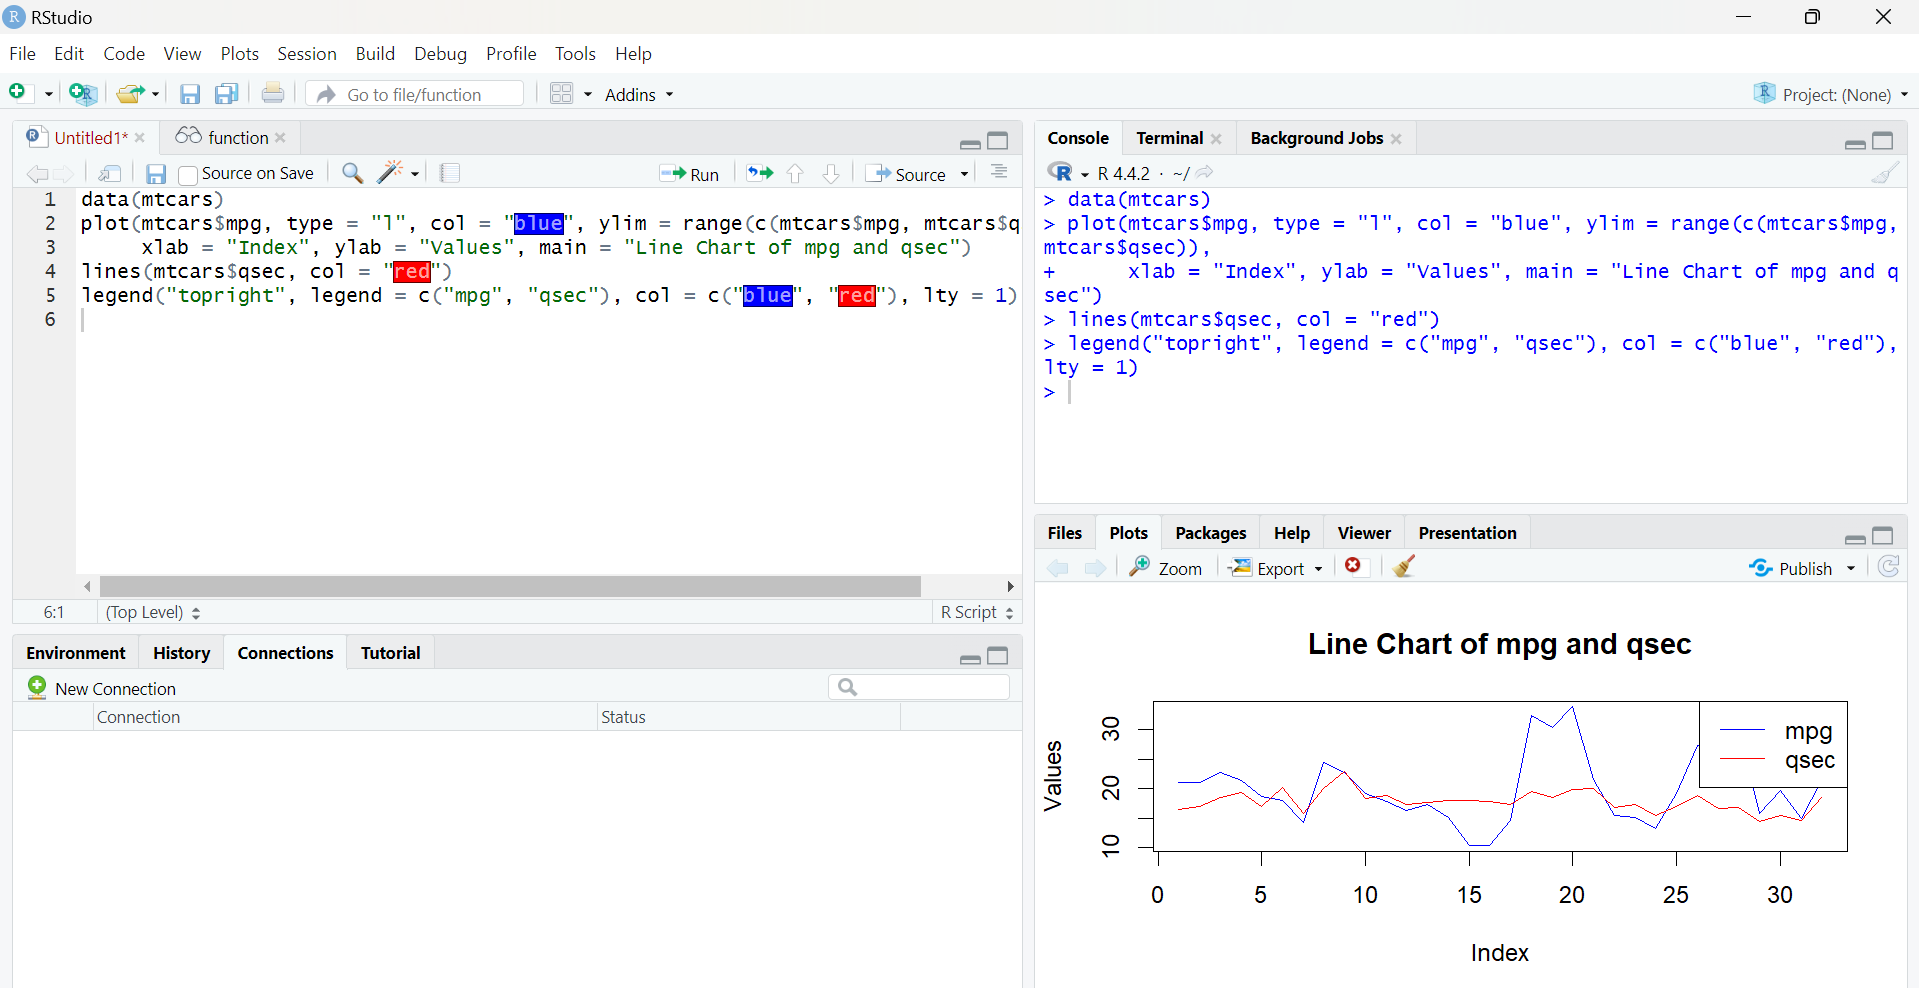 RStudio
File Edit Code View Plots Session Build Debug Profile Tools Help
Go to file/function Addins Project: (None)
Untitled1* function
Source on Save Run Source
1 data(mtcars)
2 plot(mtcars$mpg, type = "l", col = "blue", ylim = range(c(mtcars$mpg, mtcars$q
3 xlab = "Index", ylab = "Values", main = "Line Chart of mpg and qsec")
4 lines(mtcars$qsec, col = "red")
5 legend("topright", legend = c("mpg", "qsec"), col = c("blue", "red"), lty = 1)
6
6:1 (Top Level) R Script
Environment History Connections Tutorial
New Connection
Connection Status
Console Terminal Background Jobs
R 4.4.2 · ~/
> data(mtcars)
> plot(mtcars$mpg, type = "l", col = "blue", ylim = range(c(mtcars$mpg,
mtcars$qsec)),
+ xlab = "Index", ylab = "Values", main = "Line Chart of mpg and q
sec")
> lines(mtcars$qsec, col = "red")
> legend("topright", legend = c("mpg", "qsec"), col = c("blue", "red"),
lty = 1)
>
Files Plots Packages Help Viewer Presentation
Zoom Export Publish
Line Chart of mpg and qsec
Values
30
20
10
mpg
qsec
0 5 10 15 20 25 30
Index